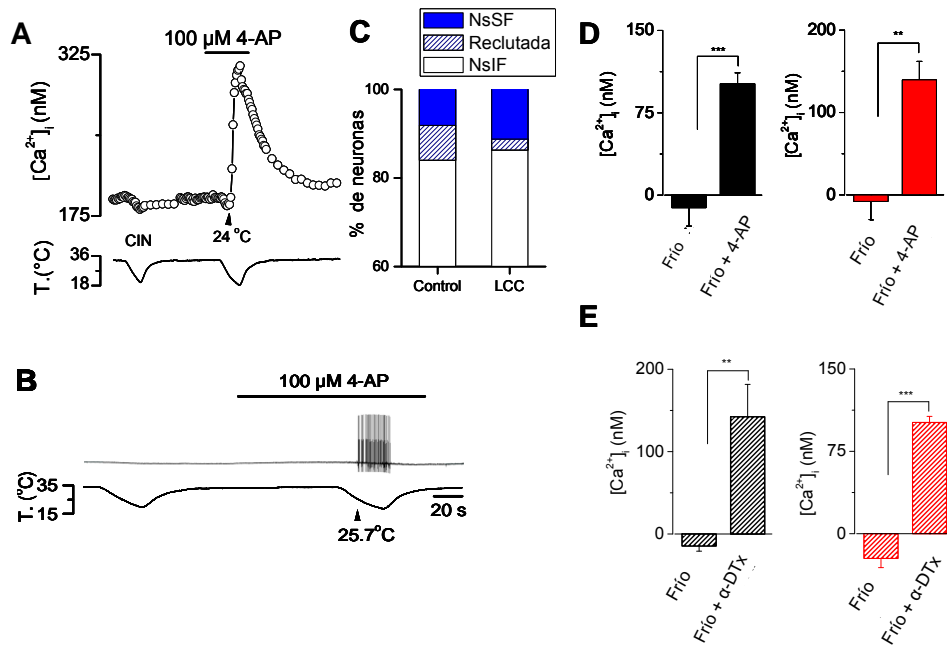 A
100 µM 4-AP
325
[Ca2+]i (nM)
175
CIN
24 °C
T.(°C)
36
18
B
100 µM 4-AP
T. (°C)
35
15
25.7°C
20 s
C
NsSF
Reclutada
NsIF
% de neuronas
100
80
60
Control
LCC
D
[Ca2+]i (nM)
150
75
0
***
Frío
Frío + 4-AP
[Ca2+]i (nM)
200
100
0
**
Frío
Frío + 4-AP
E
[Ca2+]i (nM)
200
100
0
**
Frío
Frío + α-DTx
[Ca2+]i (nM)
150
75
0
***
Frío
Frío + α-DTx